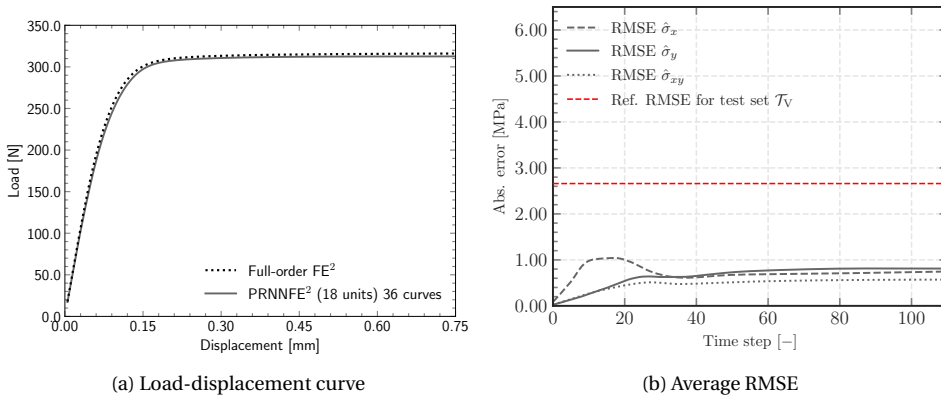 350.0
300.0
250.0
200.0
150.0
100.0
50.0
0.0
Load [N]
Full-order FE²
PRNNFE² (18 units) 36 curves
0.00 0.15 0.30 0.45 0.60 0.75
Displacement [mm]
(a) Load-displacement curve
6.00
5.00
4.00
3.00
2.00
1.00
0.00
Abs. error [MPa]
RMSE σ̂x
RMSE σ̂y
RMSE σ̂xy
Ref. RMSE for test set 𝒯V
0 20 40 60 80 100
Time step [−]
(b) Average RMSE